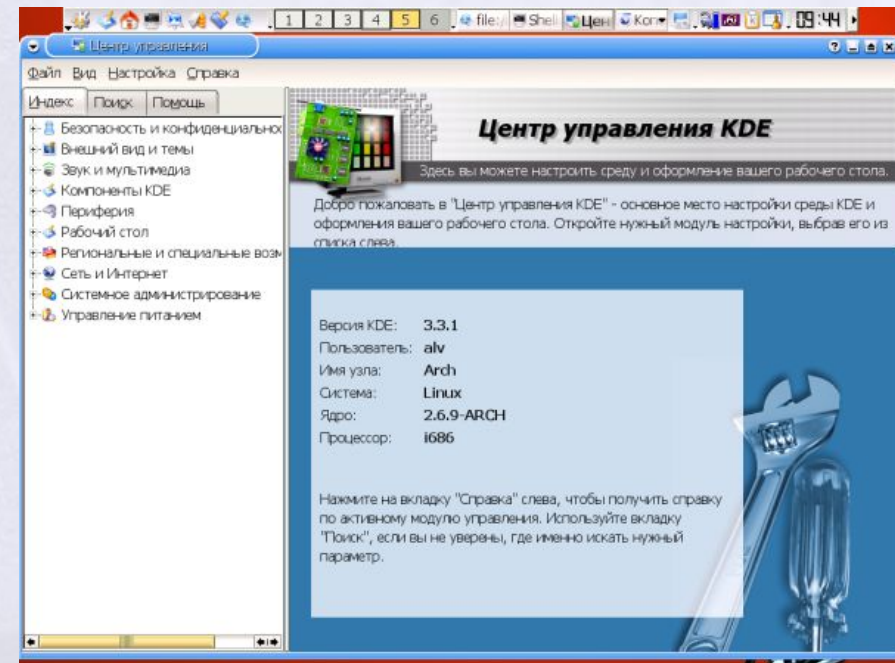 1 2 3 4 5 6 file:/ Shell Цен Kon 09:44
Центр управления
Файл Вид Настройка Справка
Индекс Поиск Помощь
Безопасность и конфиденциальнос
Внешний вид и темы
Звук и мультимедиа
Компоненты KDE
Периферия
Рабочий стол
Региональные и специальные возм
Сеть и Интернет
Системное администрирование
Управление питанием
Центр управления KDE
Здесь вы можете настроить среду и оформление вашего рабочего стола.
Добро пожаловать в "Центр управления KDE" - основное место настройки среды KDE и
оформления вашего рабочего стола. Откройте нужный модуль настройки, выбрав его из
списка слева.
Версия KDE: 3.3.1
Пользователь: alv
Имя узла: Arch
Система: Linux
Ядро: 2.6.9-ARCH
Процессор: i686
Нажмите на вкладку "Справка" слева, чтобы получить справку
по активному модулю управления. Используйте вкладку
"Поиск", если вы не уверены, где именно искать нужный
параметр.